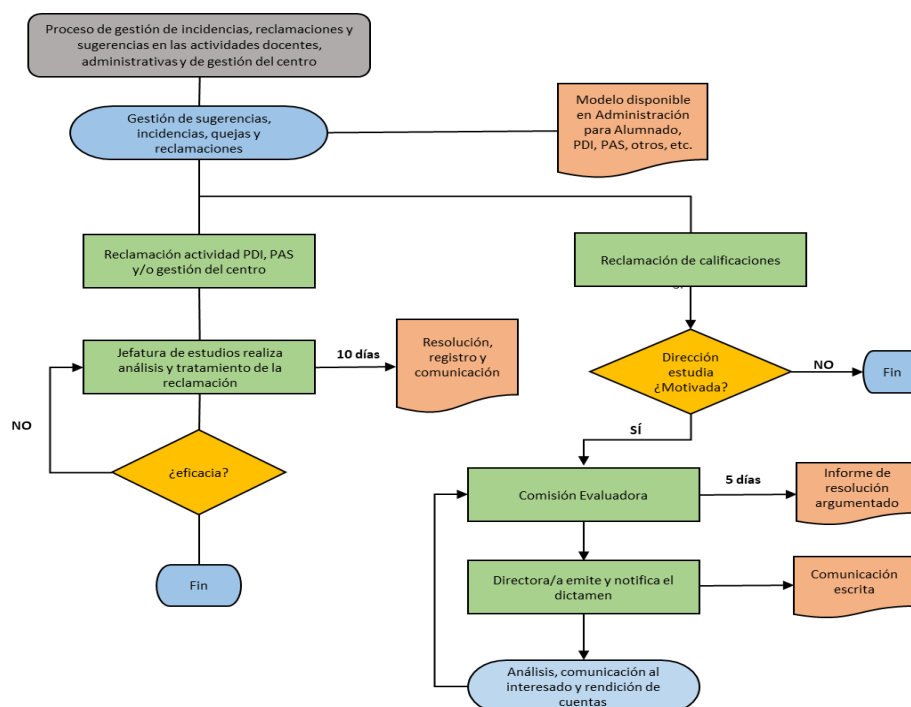 Proceso de gestión de incidencias, reclamaciones y
sugerencias en las actividades docentes,
administrativas y de gestión del centro
Gestión de sugerencias,
incidencias, quejas y
reclamaciones
Modelo disponible
en Administración
para Alumnado,
PDI, PAS, otros, etc.
Reclamación actividad PDI, PAS
y/o gestión del centro
Reclamación de calificaciones
Jefatura de estudios realiza
análisis y tratamiento de la
reclamación
10 días
Resolución,
registro y
comunicación
Dirección
estudia
¿Motivada?
NO
Fin
NO
¿eficacia?
SÍ
Comisión Evaluadora
5 días
Informe de
resolución
argumentado
Fin
Directora/a emite y notifica el
dictamen
Comunicación
escrita
Análisis, comunicación al
interesado y rendición de
cuentas